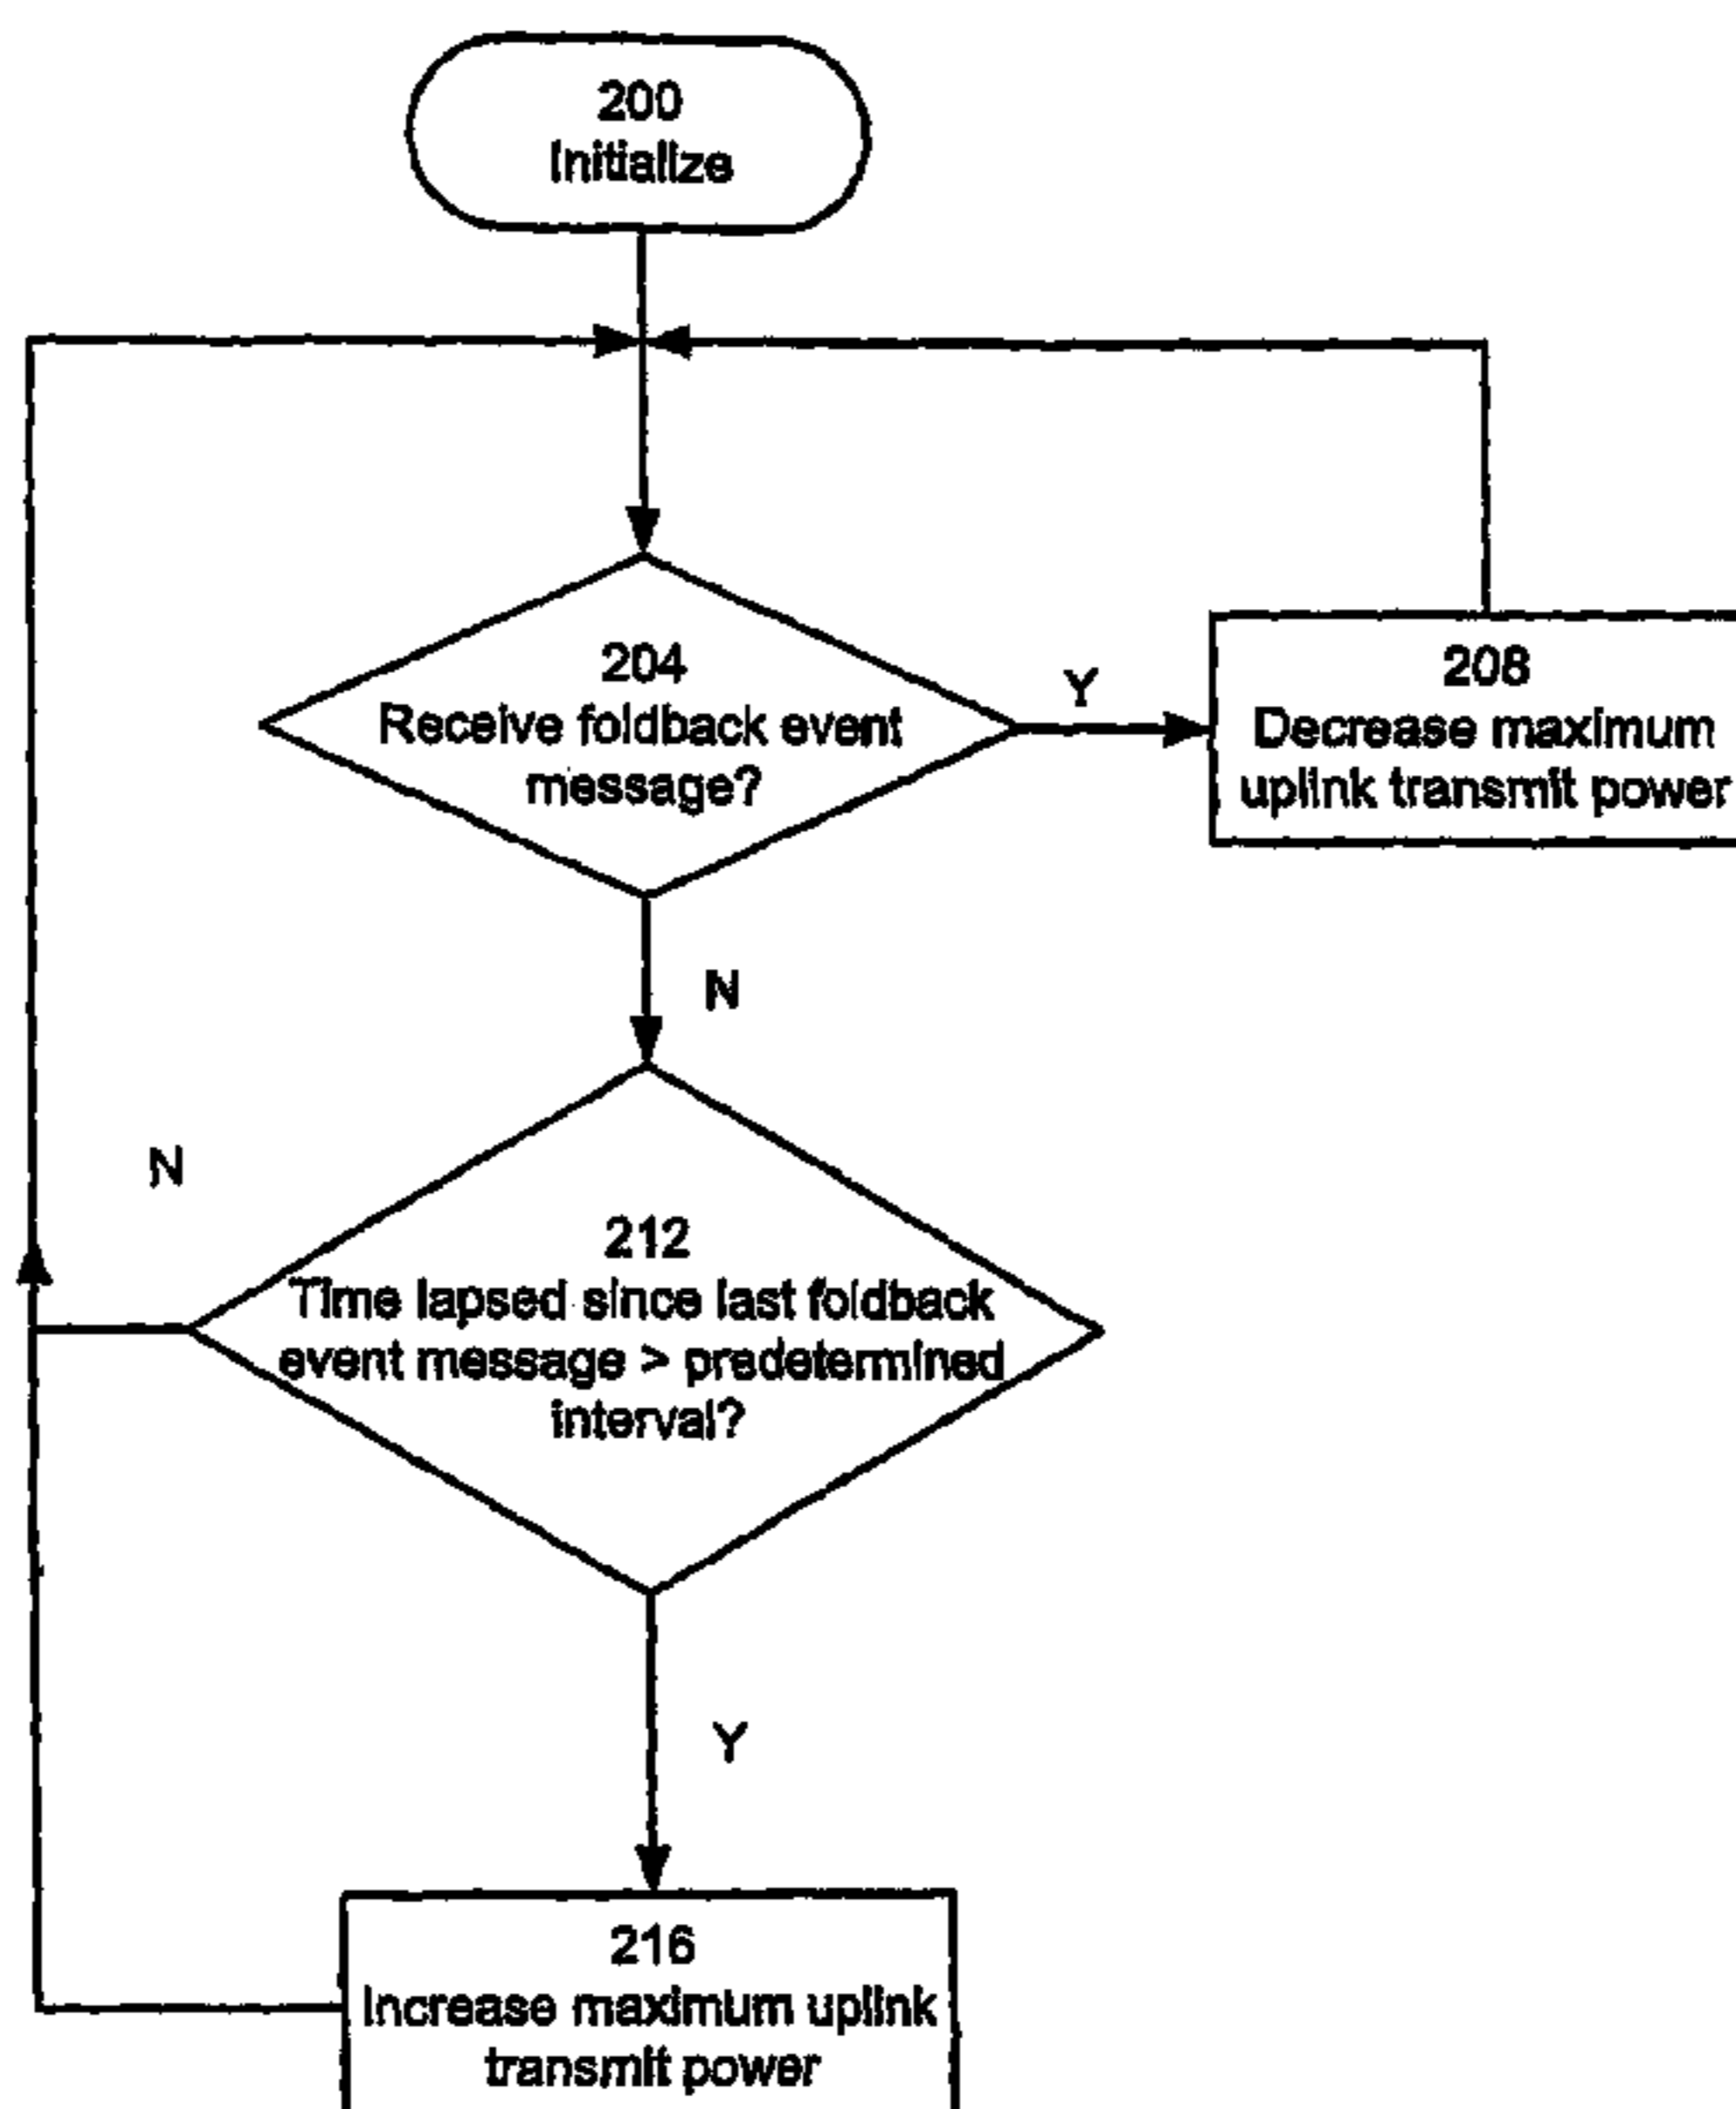 200
Initialize
204
Receive foldback event
message?
Y
208
Decrease maximum
uplink transmit power
N
N
212
Time lapsed since last foldback
event message > predetermined
interval?
Y
216
Increase maximum uplink
transmit power